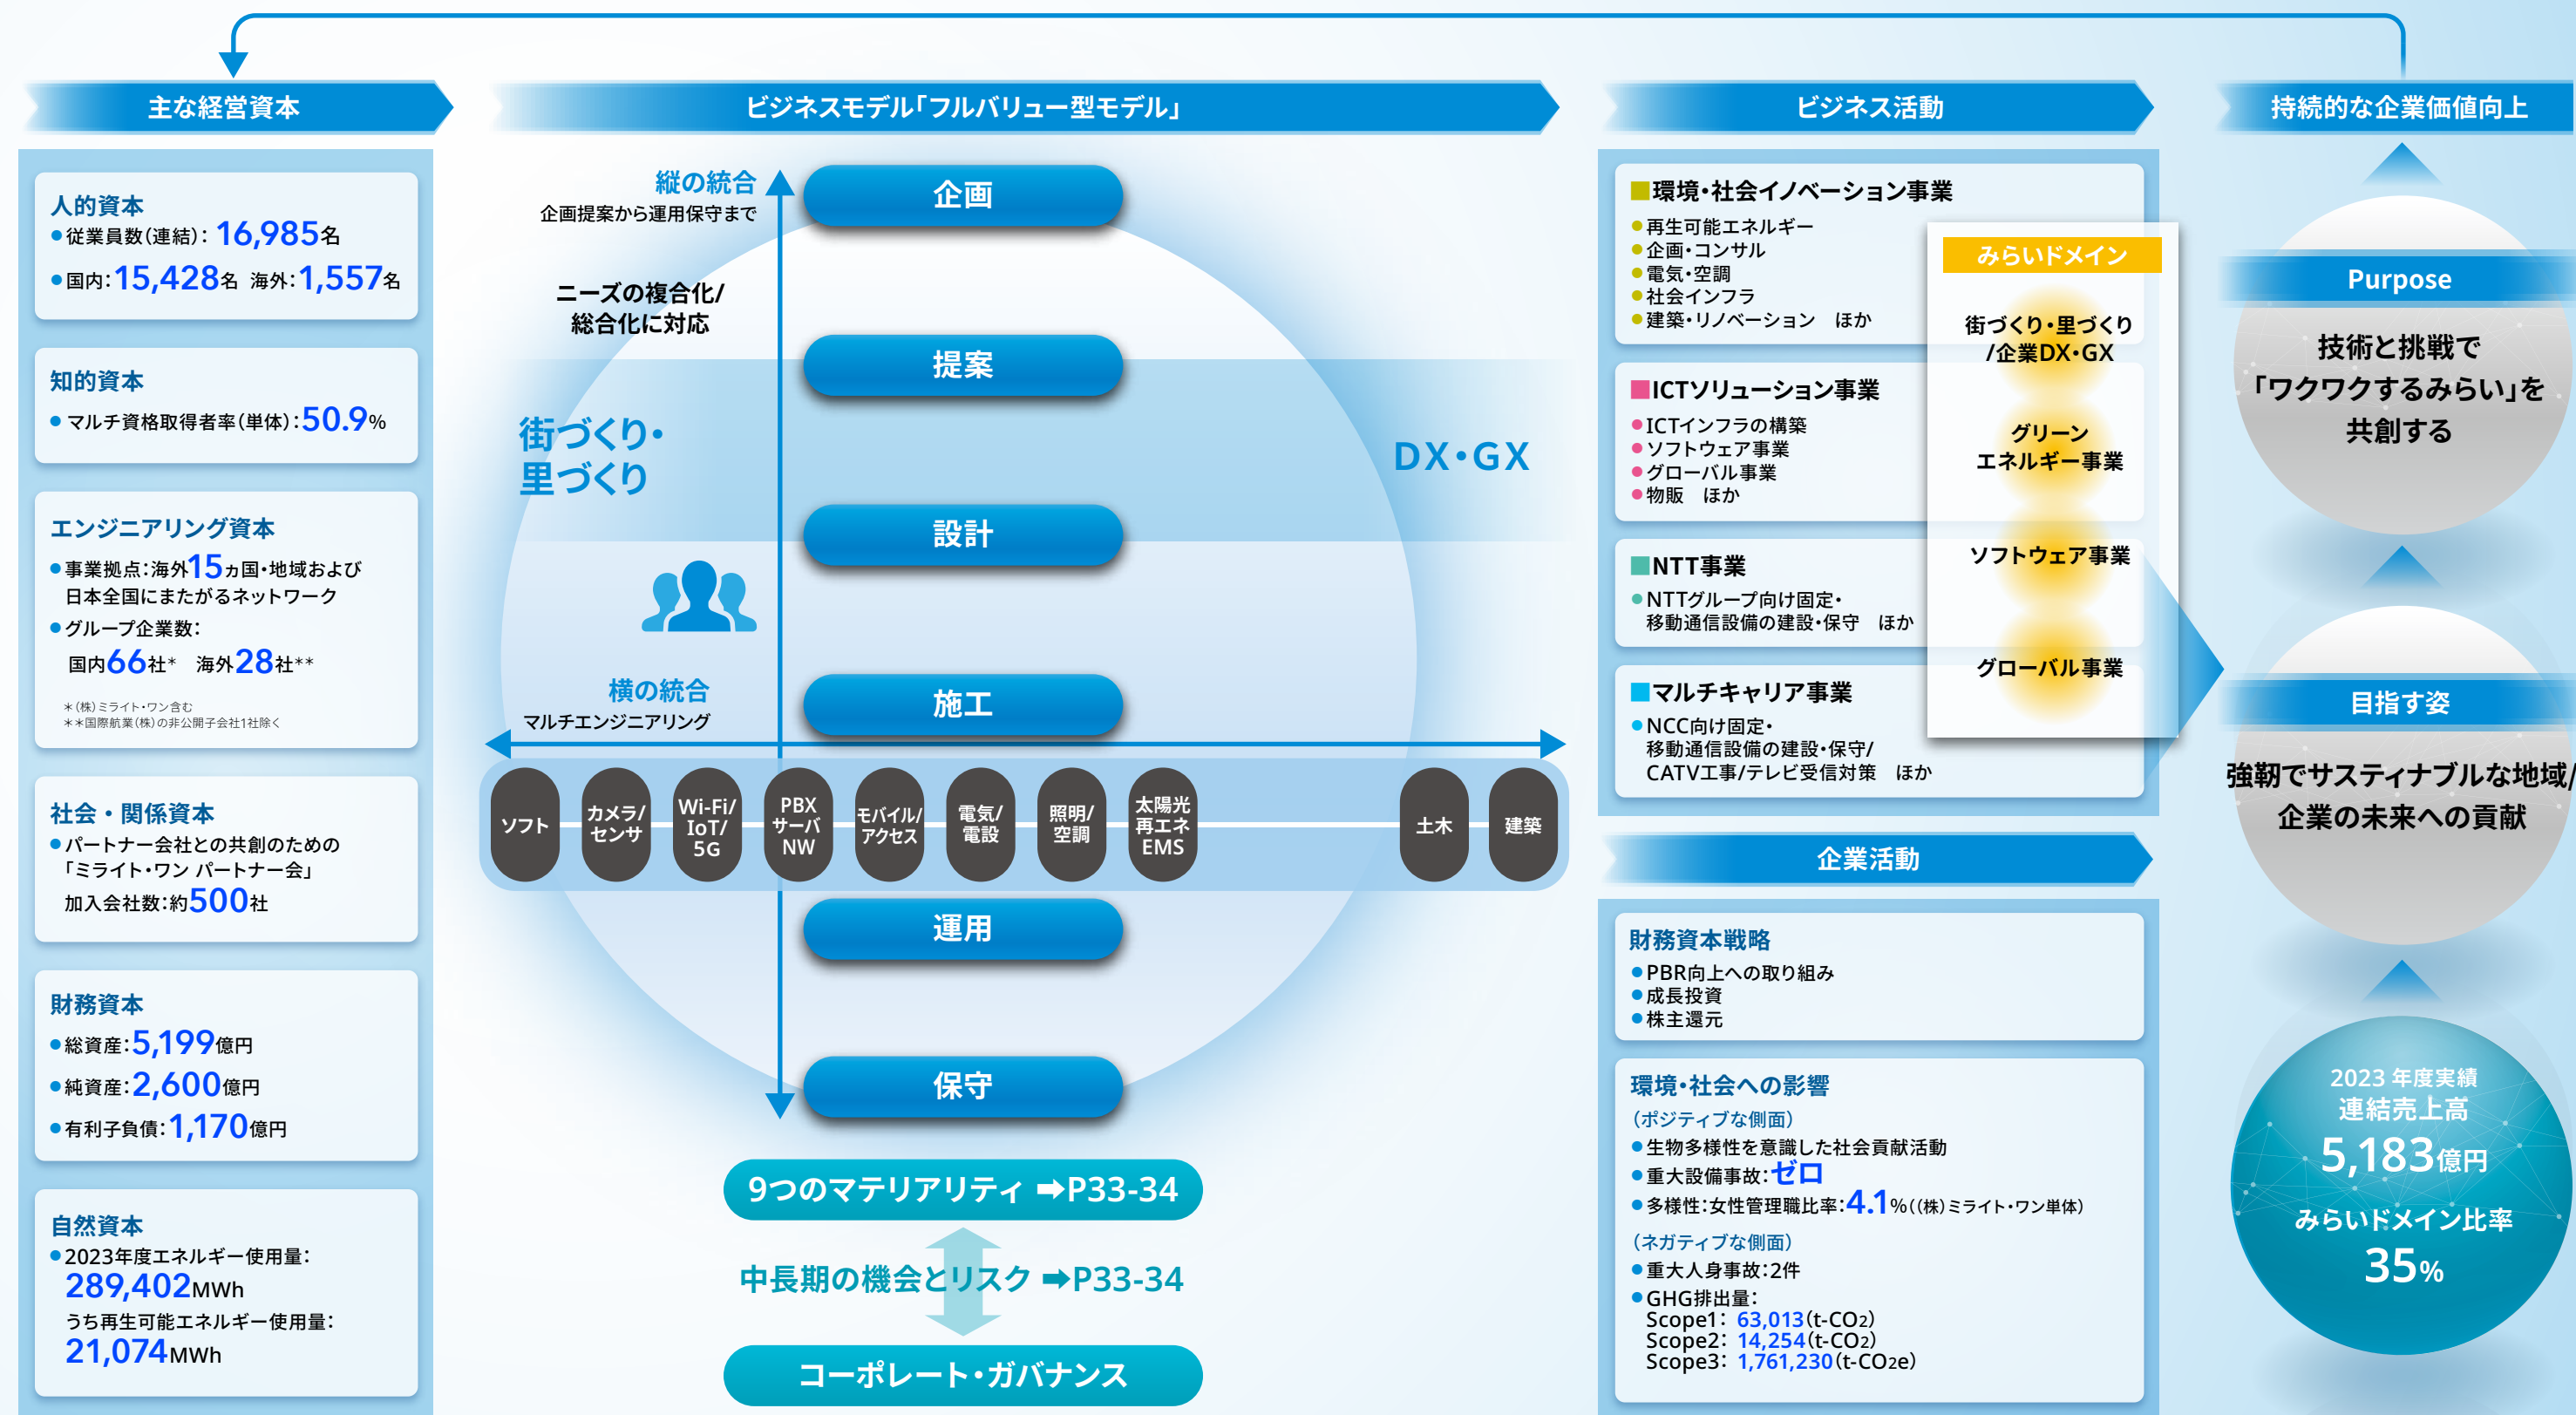 主な経営資本
人的資本
●従業員数(連結)：16,985名
●国内：15,428名 海外：1,557名
知的資本
●マルチ資格取得者率(単体)：50.9%
エンジニアリング資本
●事業拠点：海外15ヵ国・地域および
日本全国にまたがるネットワーク
●グループ企業数：
国内66社* 海外28社**
＊(株)ミライト・ワン含む
＊＊国際航業(株)の非公開子会社1社除く
社会・関係資本
●パートナー会社との共創のための
「ミライト・ワン パートナー会」
加入会社数：約500社
財務資本
●総資産：5,199億円
●純資産：2,600億円
●有利子負債：1,170億円
自然資本
●2023年度エネルギー使用量：
289,402MWh
うち再生可能エネルギー使用量：
21,074MWh
ビジネスモデル「フルバリュー型モデル」
縦の統合
企画提案から運用保守まで
ニーズの複合化/
総合化に対応
企画
提案
街づくり・
里づくり
DX・GX
設計
横の統合
マルチエンジニアリング
施工
ソフト
カメラ/
センサ
Wi-Fi/
IoT/
5G
PBX
サーバ
NW
モバイル/
アクセス
電気/
電設
照明/
空調
太陽光
再エネ
EMS
土木
建築
運用
保守
9つのマテリアリティ ➡P33-34
中長期の機会とリスク ➡P33-34
コーポレート・ガバナンス
ビジネス活動
■環境・社会イノベーション事業
●再生可能エネルギー
●企画・コンサル
●電気・空調
●社会インフラ
●建築・リノベーション ほか
■ICTソリューション事業
●ICTインフラの構築
●ソフトウェア事業
●グローバル事業
●物販 ほか
■NTT事業
●NTTグループ向け固定・
移動通信設備の建設・保守 ほか
■マルチキャリア事業
●NCC向け固定・
移動通信設備の建設・保守/
CATV工事/テレビ受信対策 ほか
みらいドメイン
街づくり・里づくり
/企業DX・GX
グリーン
エネルギー事業
ソフトウェア事業
グローバル事業
企業活動
財務資本戦略
●PBR向上への取り組み
●成長投資
●株主還元
環境・社会への影響
(ポジティブな側面)
●生物多様性を意識した社会貢献活動
●重大設備事故：ゼロ
●多様性：女性管理職比率：4.1%((株)ミライト・ワン単体)
(ネガティブな側面)
●重大人身事故：2件
●GHG排出量：
Scope1： 63,013(t-CO2)
Scope2： 14,254(t-CO2)
Scope3： 1,761,230(t-CO2e)
持続的な企業価値向上
Purpose
技術と挑戦で
「ワクワクするみらい」を
共創する
目指す姿
強靭でサスティナブルな地域/
企業の未来への貢献
2023 年度実績
連結売上高
5,183億円
みらいドメイン比率
35%